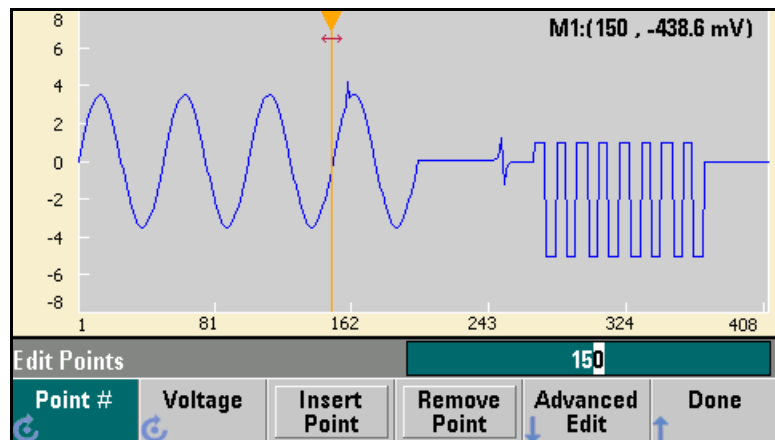 M1:(150 , -438.6 mV)
8
6
4
2
0
-2
-4
-6
-8
1 81 162 243 324 408
Edit Points 150
Point # Voltage Insert Point Remove Point Advanced Edit Done